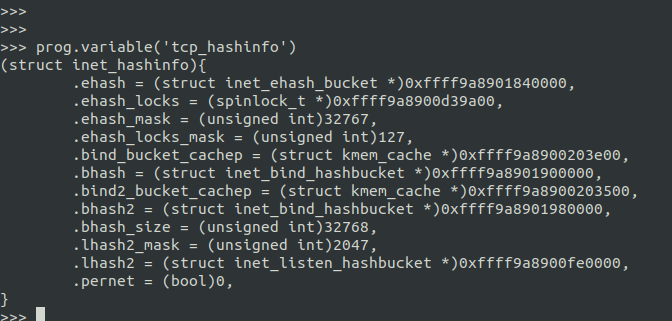 >>>
>>>
>>> prog.variable('tcp_hashinfo')
(struct inet_hashinfo){
        .ehash = (struct inet_ehash_bucket *)0xffff9a8901840000,
        .ehash_locks = (spinlock_t *)0xffff9a8900d39a00,
        .ehash_mask = (unsigned int)32767,
        .ehash_locks_mask = (unsigned int)127,
        .bind_bucket_cachep = (struct kmem_cache *)0xffff9a8900203e00,
        .bhash = (struct inet_bind_hashbucket *)0xffff9a8901900000,
        .bind2_bucket_cachep = (struct kmem_cache *)0xffff9a8900203500,
        .bhash2 = (struct inet_bind_hashbucket *)0xffff9a8901980000,
        .bhash_size = (unsigned int)32768,
        .lhash2_mask = (unsigned int)2047,
        .lhash2 = (struct inet_listen_hashbucket *)0xffff9a8900fe0000,
        .pernet = (bool)0,
}
>>>